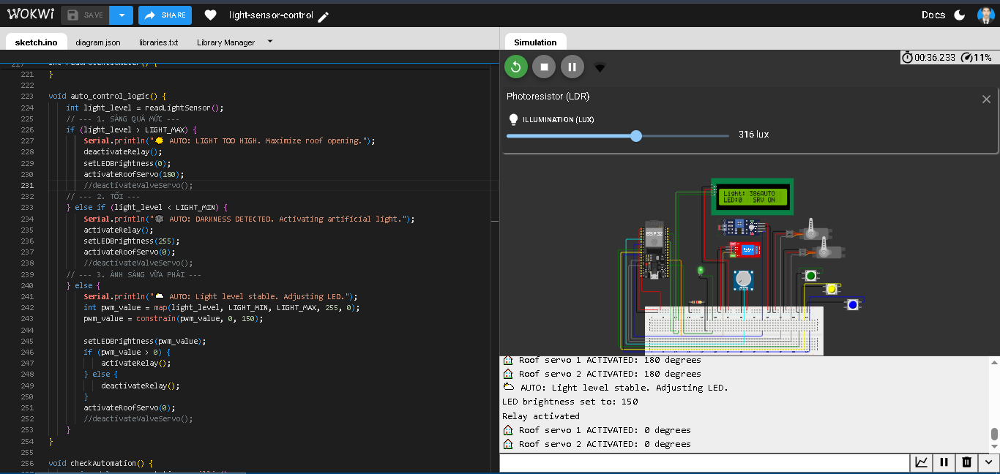 WOKWi SAVE SHARE light-sensor-control Docs
sketch.ino diagram.json libraries.txt Library Manager
Simulation
00:36.233 11%
221 }
222
223 void auto_control_logic() {
224 int light_level = readLightSensor();
225 // --- 1. SÁNG QUÁ MỨC ---
226 if (light_level > LIGHT_MAX) {
227 Serial.println("☀️ AUTO: LIGHT TOO HIGH. Maximize roof opening.");
228 deactivateRelay();
229 setLEDBrightness(0);
230 activateRoofServo(180);
231 //deactivateValveServo();
232 // --- 2. TỐI ---
233 } else if (light_level < LIGHT_MIN) {
234 Serial.println("🌑 AUTO: DARKNESS DETECTED. Activating artificial light.");
235 activateRelay();
236 setLEDBrightness(255);
237 activateRoofServo(0);
238 //deactivateValveServo();
239 // --- 3. ÁNH SÁNG VỪA PHẢI ---
240 } else {
241 Serial.println("🌥 AUTO: Light level stable. Adjusting LED.");
242 int pwm_value = map(light_level, LIGHT_MIN, LIGHT_MAX, 255, 0);
243 pwm_value = constrain(pwm_value, 0, 150);
244
245 setLEDBrightness(pwm_value);
246 if (pwm_value > 0) {
247 activateRelay();
248 } else {
249 deactivateRelay();
250 }
251 activateRoofServo(0);
252 //deactivateValveServo();
253 }
254 }
255
256 void checkAutomation() {
Photoresistor (LDR)
ILLUMINATION (LUX)
316 lux
Light: 386AUTO
LED:0 SRV ON
ESP32
🏠 Roof servo 1 ACTIVATED: 180 degrees
🏠 Roof servo 2 ACTIVATED: 180 degrees
🌥 AUTO: Light level stable. Adjusting LED.
LED brightness set to: 150
Relay activated
🏠 Roof servo 1 ACTIVATED: 0 degrees
🏠 Roof servo 2 ACTIVATED: 0 degrees